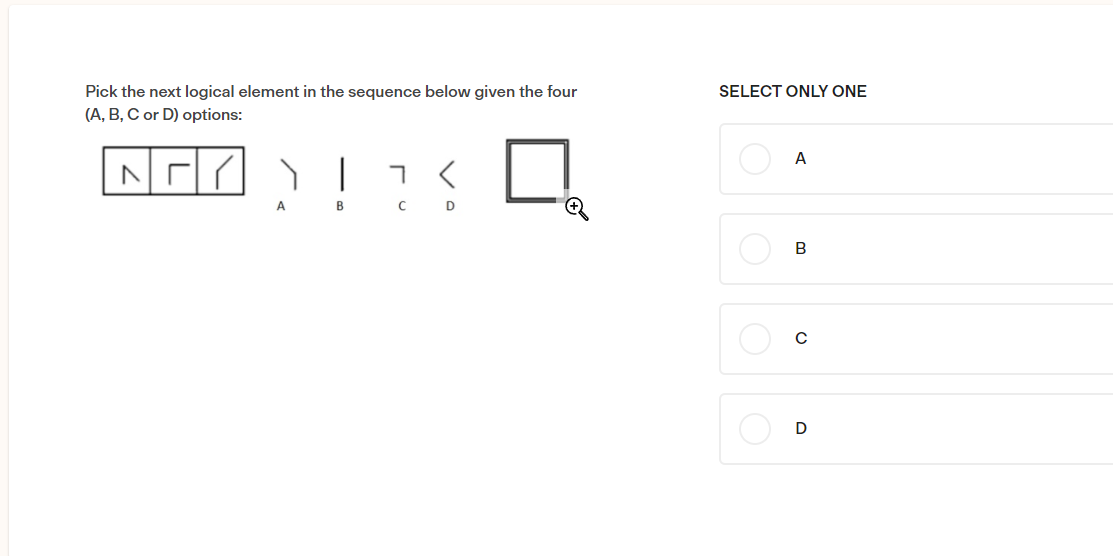 Pick the next logical element in the sequence below given the four
(A, B, C or D) options:
A B C D
SELECT ONLY ONE
A
B
C
D